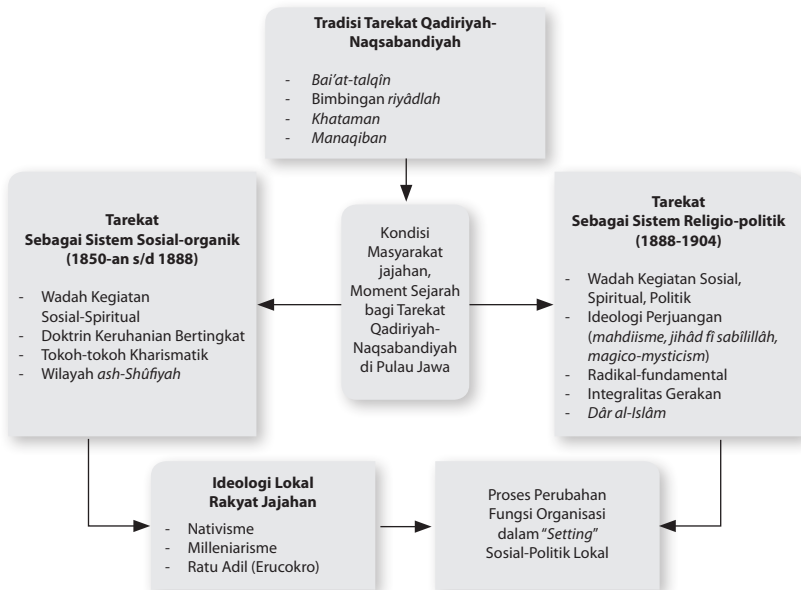 Tradisi Tarekat Qadiriyah-
Naqsabandiyah
- Bai’at-talqîn
- Bimbingan riyâdlah
- Khataman
- Manaqiban
Tarekat
Sebagai Sistem Sosial-organik
(1850-an s/d 1888)
- Wadah Kegiatan
Sosial-Spiritual
- Doktrin Keruhanian Bertingkat
- Tokoh-tokoh Kharismatik
- Wilayah ash-Shûfiyah
Kondisi
Masyarakat
jajahan,
Moment Sejarah
bagi Tarekat
Qadiriyah-
Naqsabandiyah
di Pulau Jawa
Tarekat
Sebagai Sistem Religio-politik
(1888-1904)
- Wadah Kegiatan Sosial,
Spiritual, Politik
- Ideologi Perjuangan
(mahdiisme, jihâd fî sabîlillâh,
magico-mysticism)
- Radikal-fundamental
- Integralitas Gerakan
- Dâr al-Islâm
Ideologi Lokal
Rakyat Jajahan
- Nativisme
- Milleniarisme
- Ratu Adil (Erucokro)
Proses Perubahan
Fungsi Organisasi
dalam “Setting”
Sosial-Politik Lokal